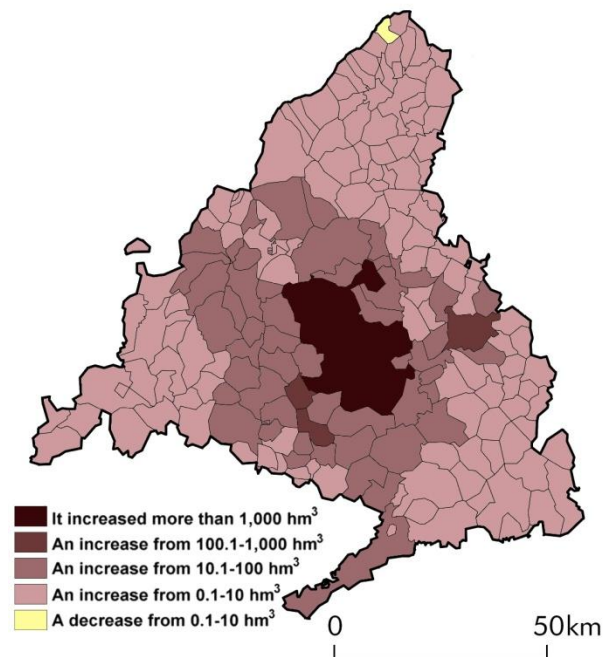 It increased more than 1,000 hm³
An increase from 100.1-1,000 hm³
An increase from 10.1-100 hm³
An increase from 0.1-10 hm³
A decrease from 0.1-10 hm³
0 50km